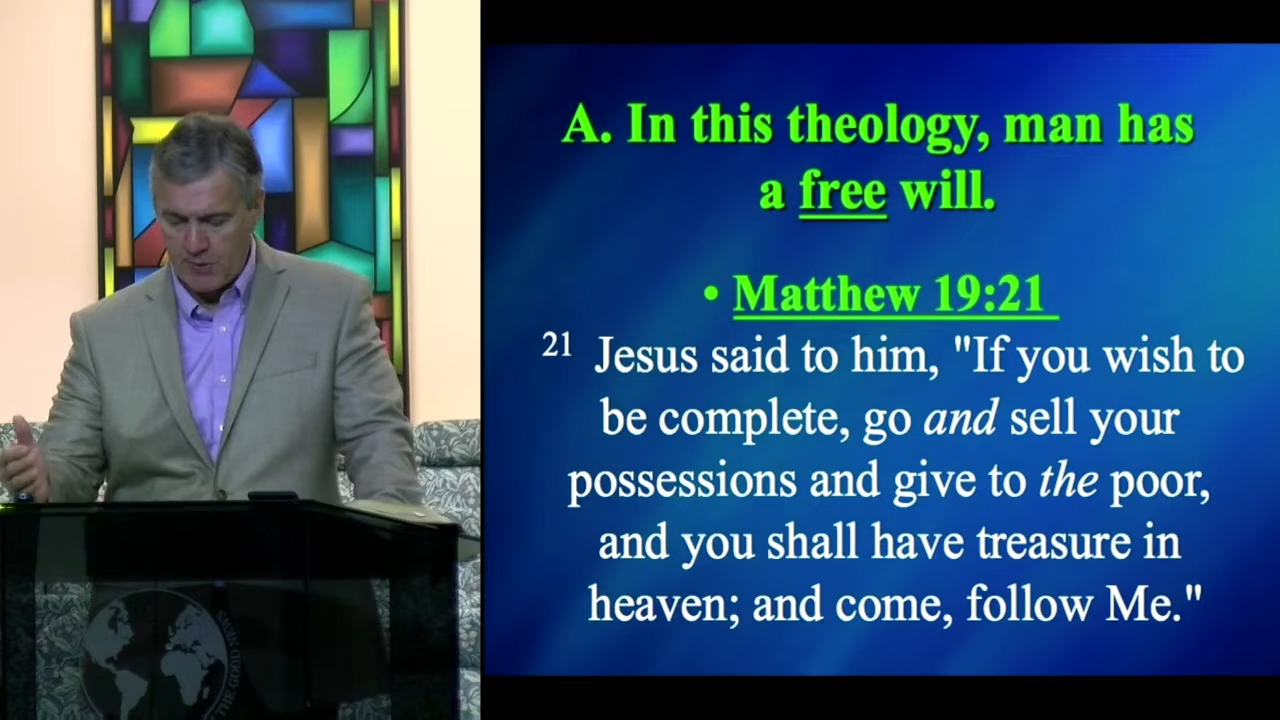 A. In this theology, man has
a free will.
• Matthew 19:21
21 Jesus said to him, "If you wish to
be complete, go and sell your
possessions and give to the poor,
and you shall have treasure in
heaven; and come, follow Me."
THE GOOD